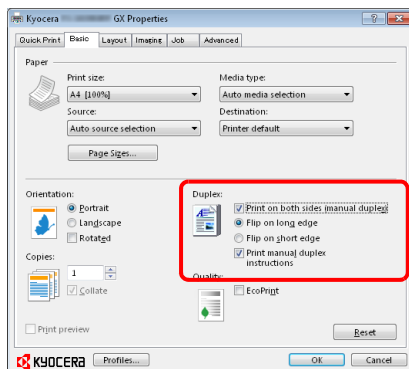 Kyocera GX Properties
Quick Print Basic Layout Imaging Job Advanced
Paper
Print size: Media type:
A4 [100%] Auto media selection
Source: Destination:
Auto source selection Printer default
Page Sizes...
Orientation: Duplex:
Portrait Print on both sides (manual duplex)
Landscape Flip on long edge
Rotated Flip on short edge
Print manual duplex
instructions
Copies: Quality:
1 EcoPrint
Collate
Print preview Reset
KYOCERA Profiles... OK Cancel